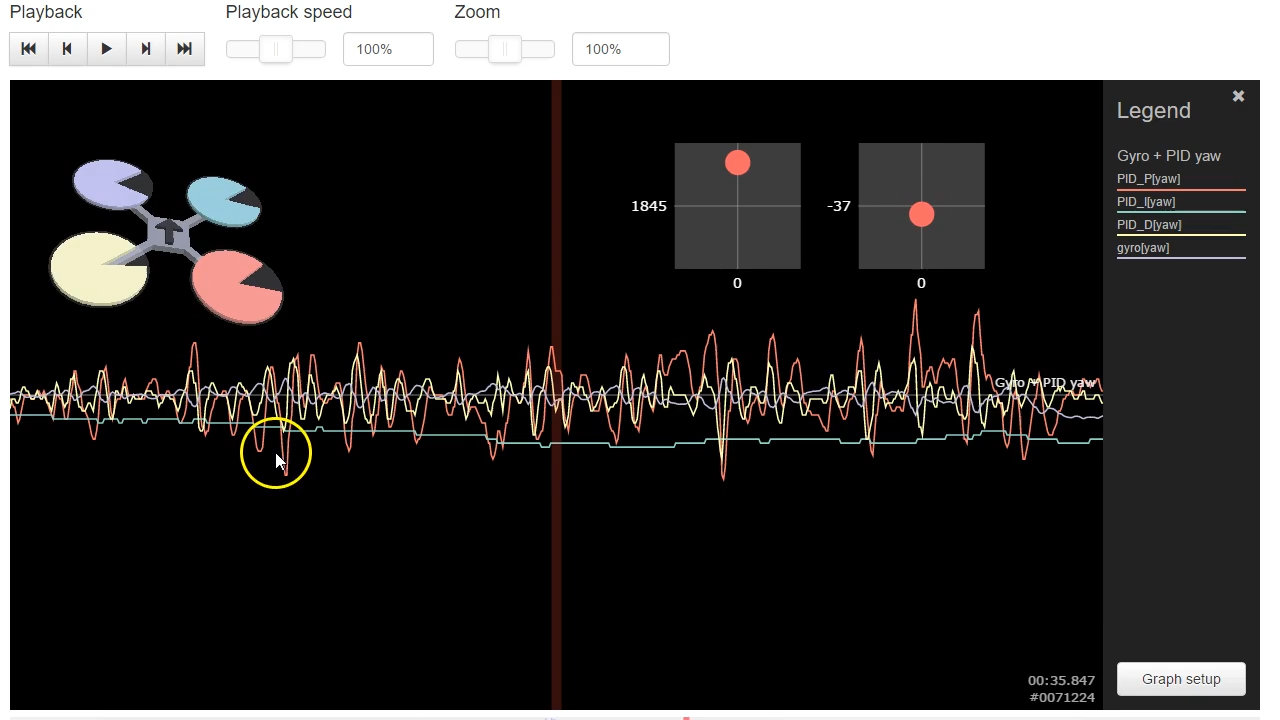 Playback
Playback speed
Zoom
100%
100%
Legend
Gyro + PID yaw
PID_P[yaw]
PID_I[yaw]
PID_D[yaw]
gyro[yaw]
1845
-37
0
0
Gyro + PID yaw
00:35.847
#0071224
Graph setup